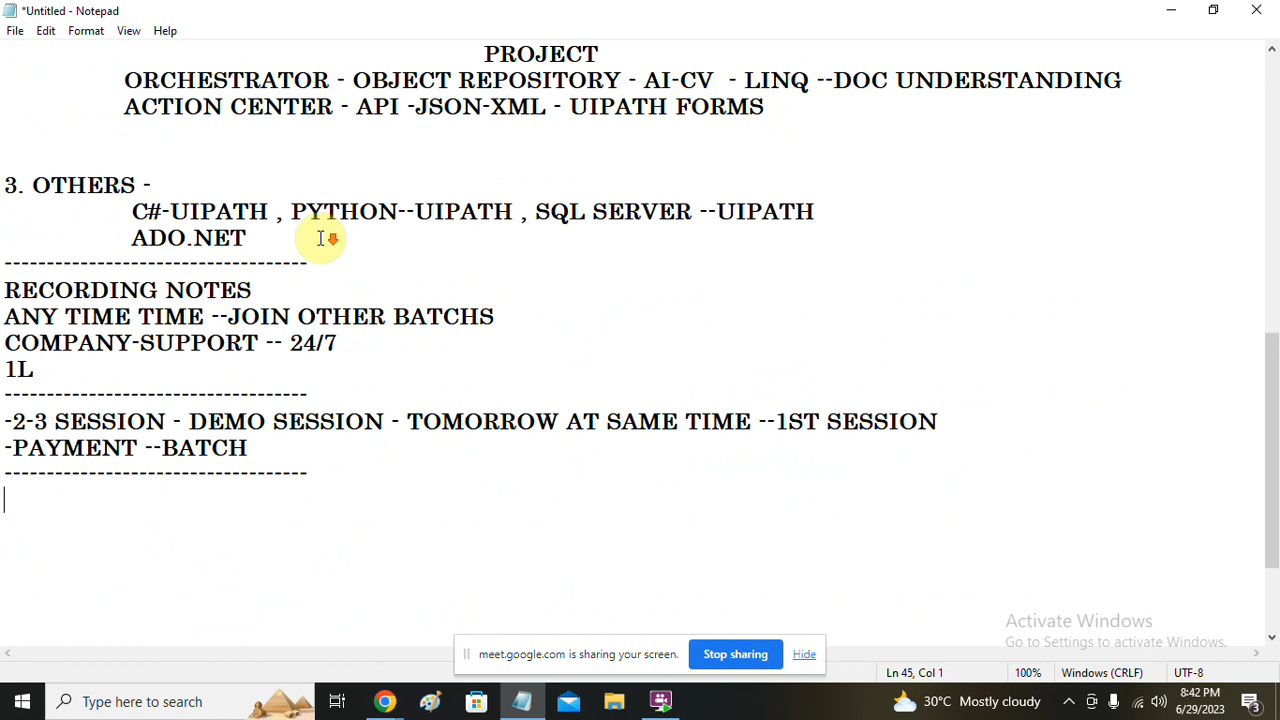 *Untitled - Notepad
File Edit Format View Help
PROJECT
ORCHESTRATOR - OBJECT REPOSITORY - AI-CV - LINQ --DOC UNDERSTANDING
ACTION CENTER - API -JSON-XML - UIPATH FORMS
3. OTHERS -
C#-UIPATH , PYTHON--UIPATH , SQL SERVER --UIPATH
ADO.NET
------------------------------------
RECORDING NOTES
ANY TIME TIME --JOIN OTHER BATCHS
COMPANY-SUPPORT -- 24/7
1L
------------------------------------
-2-3 SESSION - DEMO SESSION - TOMORROW AT SAME TIME --1ST SESSION
-PAYMENT --BATCH
------------------------------------
Activate Windows
Go to Settings to activate Windows.
meet.google.com is sharing your screen. Stop sharing Hide
Ln 45, Col 1 100% Windows (CRLF) UTF-8
Type here to search 30°C Mostly cloudy 8:42 PM
6/29/2023 3